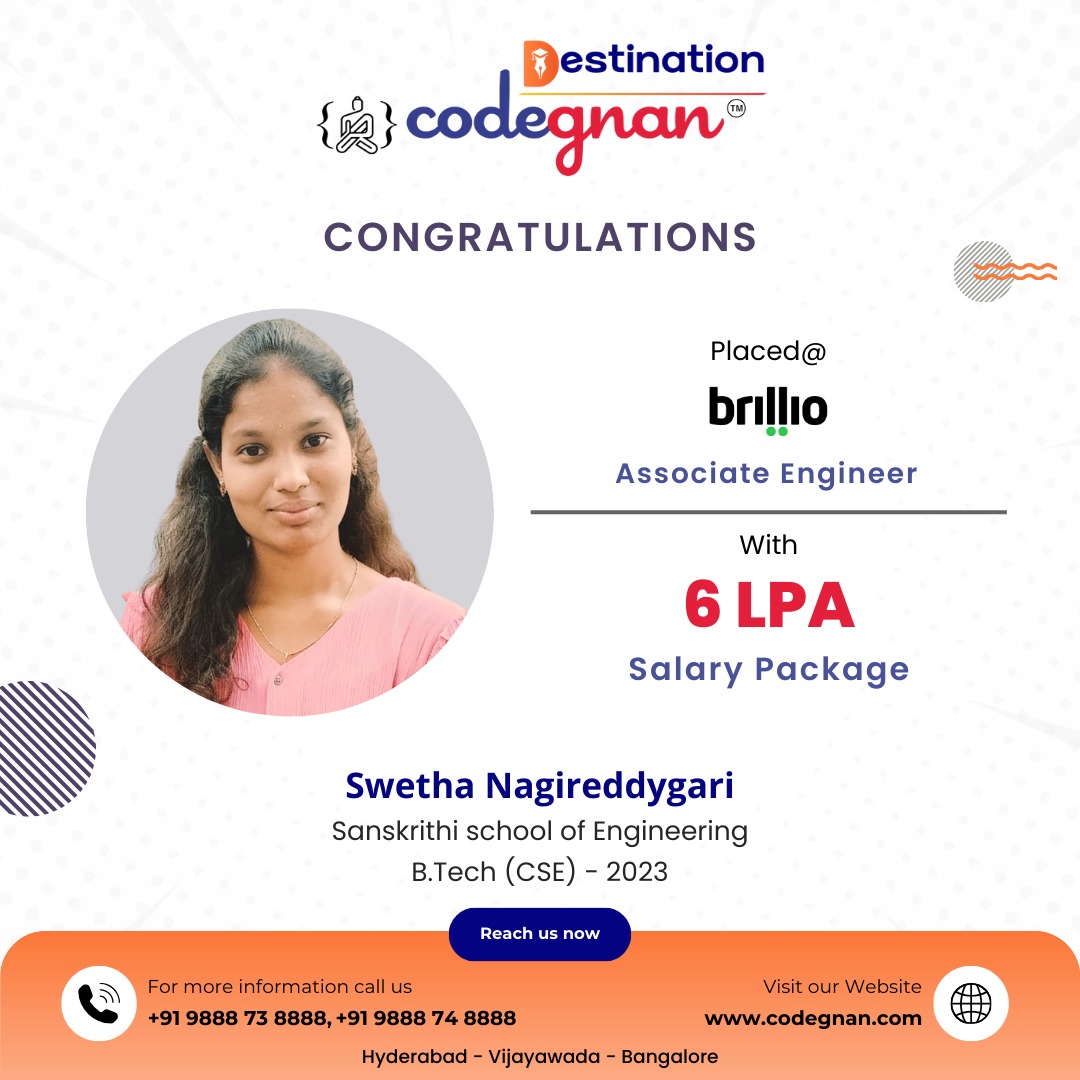 Destination
codegnan™
CONGRATULATIONS
Placed@
brillio
Associate Engineer
With
6 LPA
Salary Package
Swetha Nagireddygari
Sanskrithi school of Engineering
B.Tech (CSE) - 2023
Reach us now
For more information call us
+91 9888 73 8888, +91 9888 74 8888
Visit our Website
www.codegnan.com
Hyderabad - Vijayawada - Bangalore